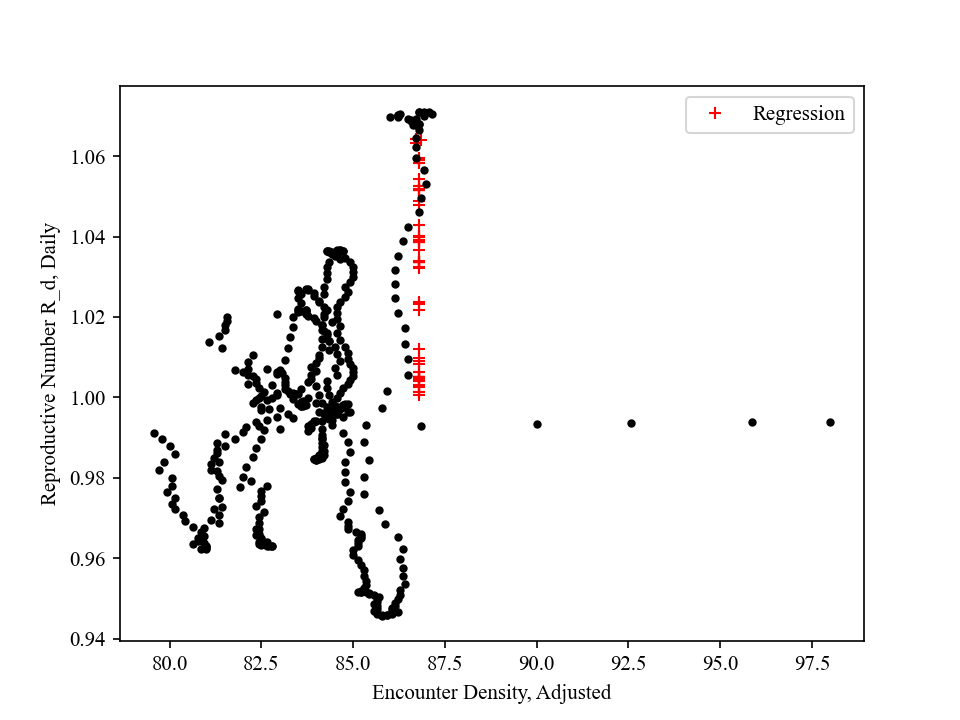 Regression
1.06
1.04
1.02
1.00
0.98
0.96
0.94
Reproductive Number R_d, Daily
80.0 82.5 85.0 87.5 90.0 92.5 95.0 97.5
Encounter Density, Adjusted